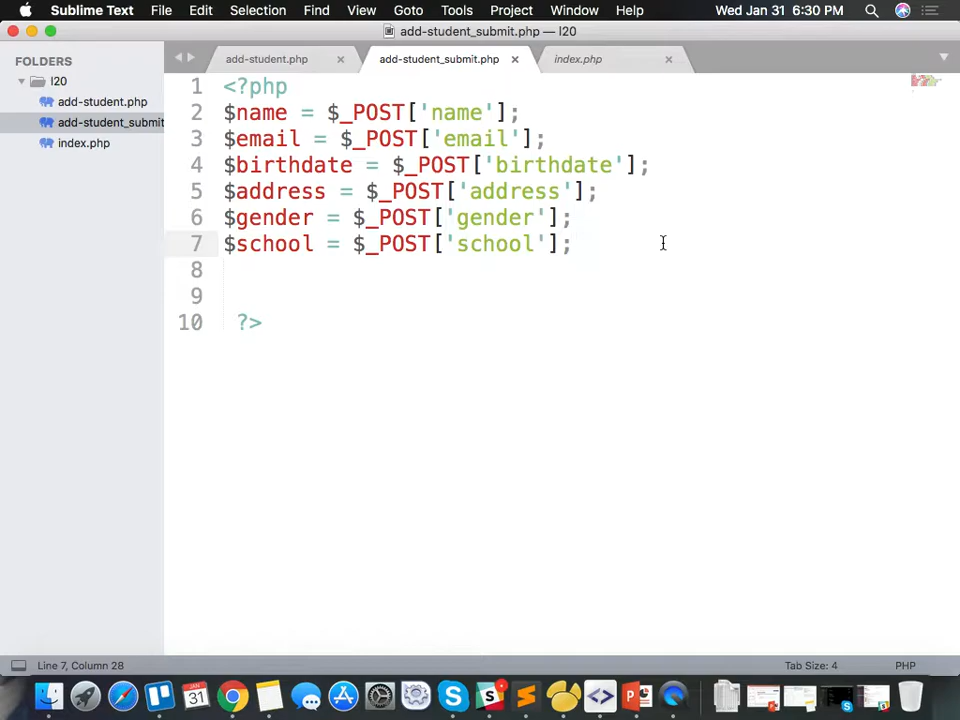 Sublime Text File Edit Selection Find View Goto Tools Project Window Help Wed Jan 31 6:30 PM
add-student_submit.php — l20
FOLDERS
l20
add-student.php
add-student_submit
index.php
add-student.php × add-student_submit.php × index.php ×
1 <?php
2 $name = $_POST['name'];
3 $email = $_POST['email'];
4 $birthdate = $_POST['birthdate'];
5 $address = $_POST['address'];
6 $gender = $_POST['gender'];
7 $school = $_POST['school'];
8
9
10 ?>
Line 7, Column 28 Tab Size: 4 PHP
JAN
31